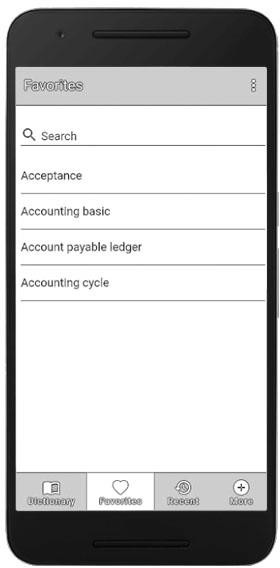 Favorites
Search
Acceptance
Accounting basic
Account payable ledger
Accounting cycle
Dictionary
Favorites
Recent
More